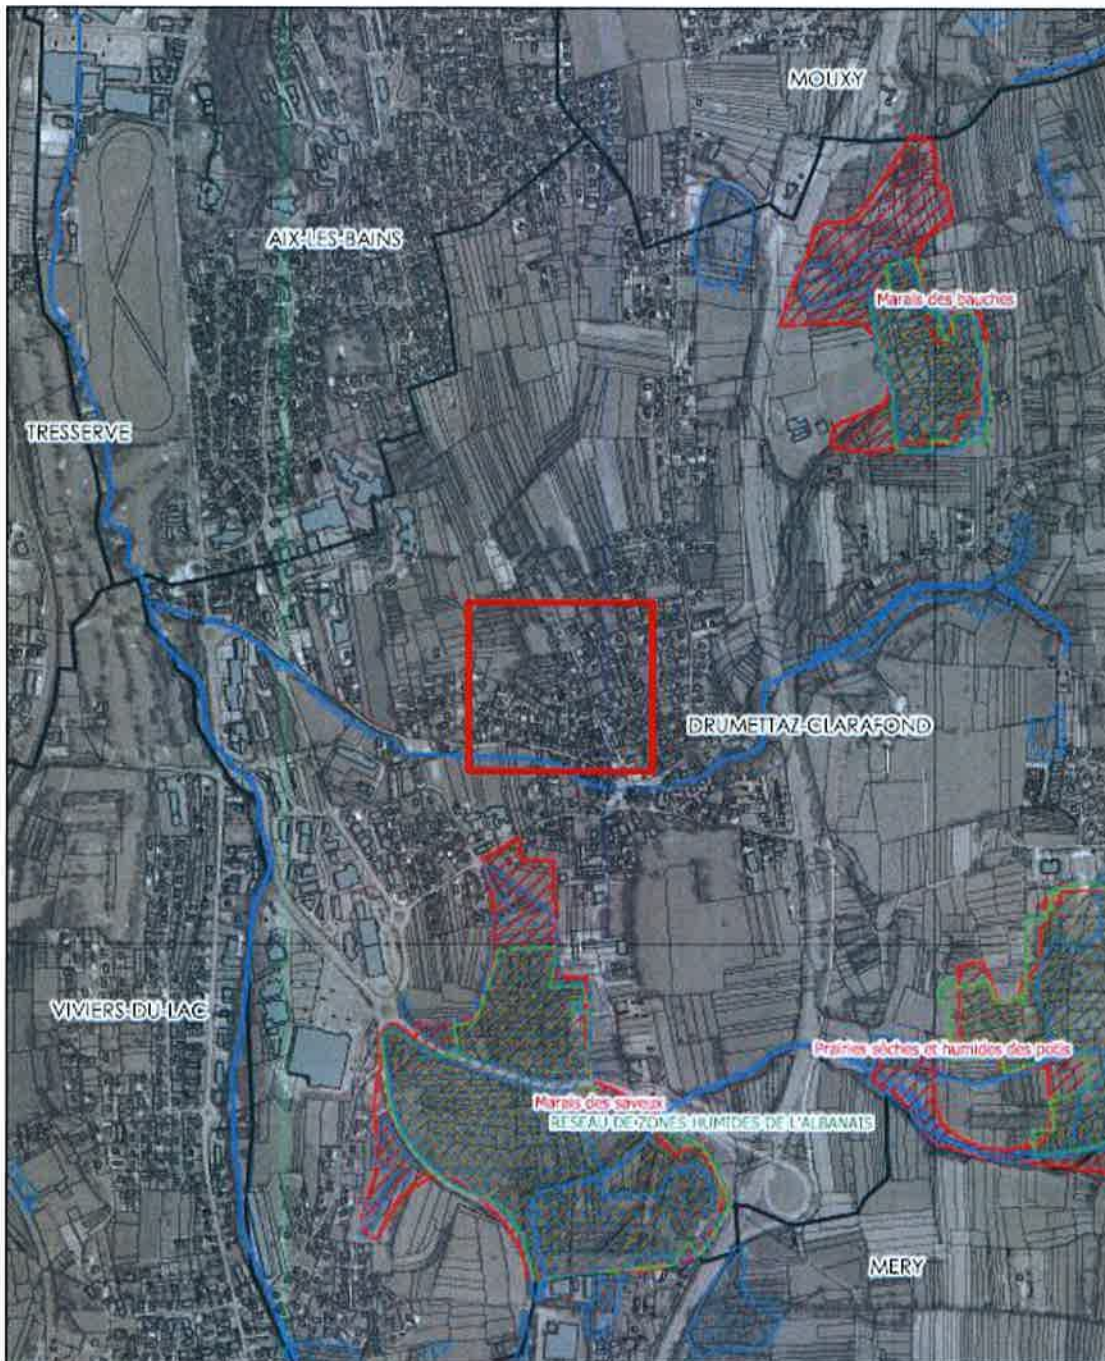 MOUXY
AIX-LES-BAINS
Marais des bauches
TRESSERVE
DRUMETTAZ-CLARAFOND
VIVIERS-DU-LAC
Prairies sèches et humides des potis
Marais des saveux
RESEAU DE ZONES HUMIDES DE L'ALBANAIS
MERY